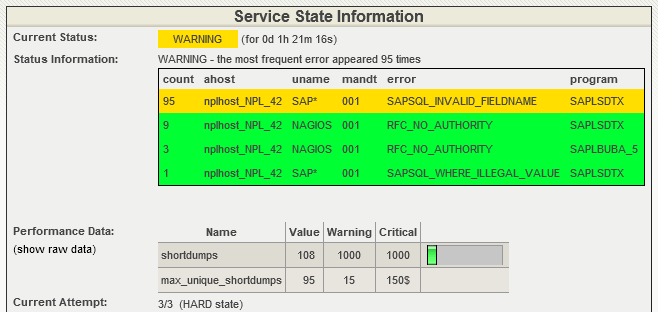 Service State Information
Current Status: WARNING (for 0d 1h 21m 16s)
Status Information: WARNING - the most frequent error appeared 95 times
count ahost uname mandt error program
95 nplhost_NPL_42 SAP* 001 SAPSQL_INVALID_FIELDNAME SAPLSDTX
9 nplhost_NPL_42 NAGIOS 001 RFC_NO_AUTHORITY SAPLSDTX
3 nplhost_NPL_42 NAGIOS 001 RFC_NO_AUTHORITY SAPLBUBA_5
1 nplhost_NPL_42 SAP* 001 SAPSQL_WHERE_ILLEGAL_VALUE SAPLSDTX
Performance Data: Name Value Warning Critical
(show raw data)
shortdumps 108 1000 1000
max_unique_shortdumps 95 15 150$
Current Attempt: 3/3 (HARD state)